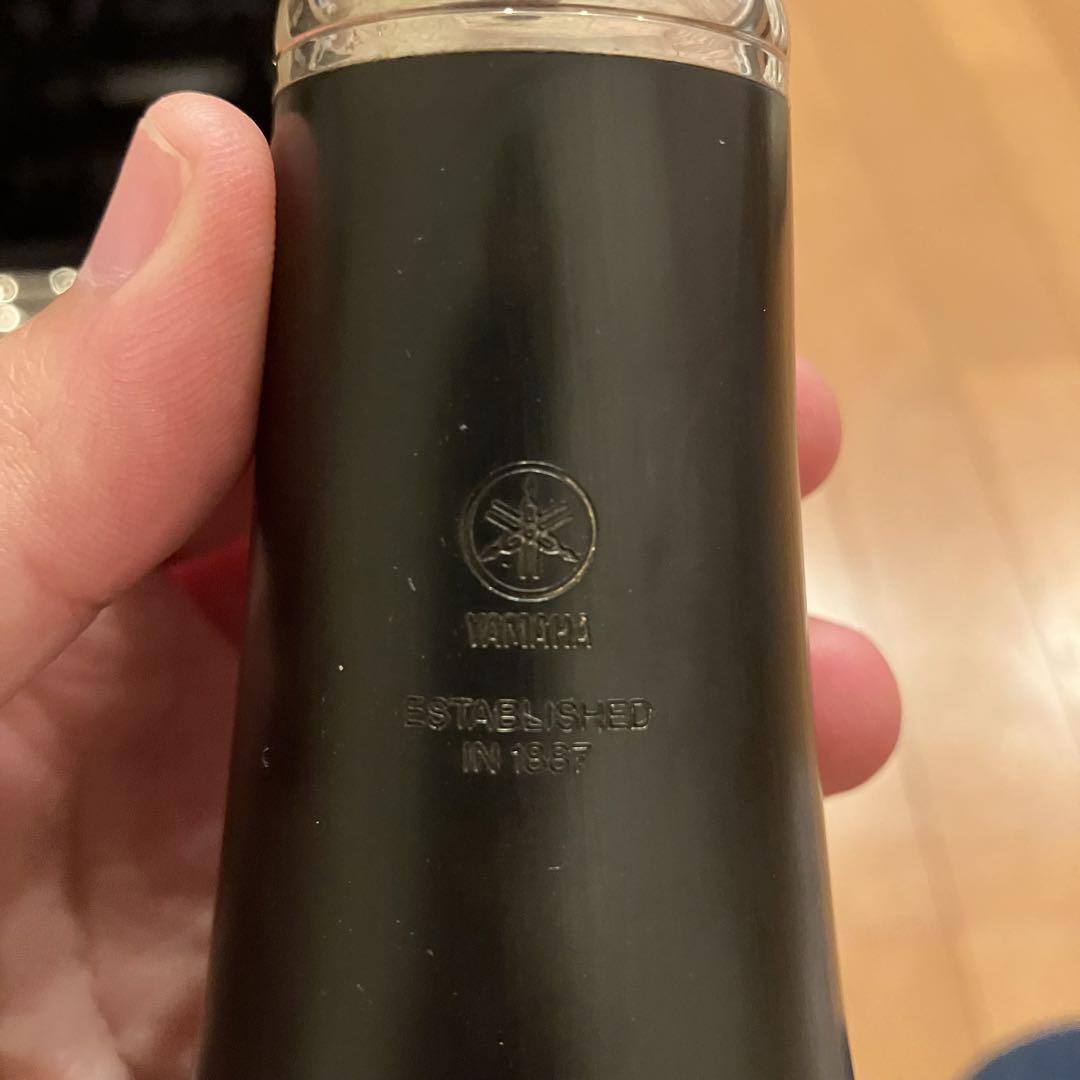 YAMAHA
ESTABLISHED
IN 1887